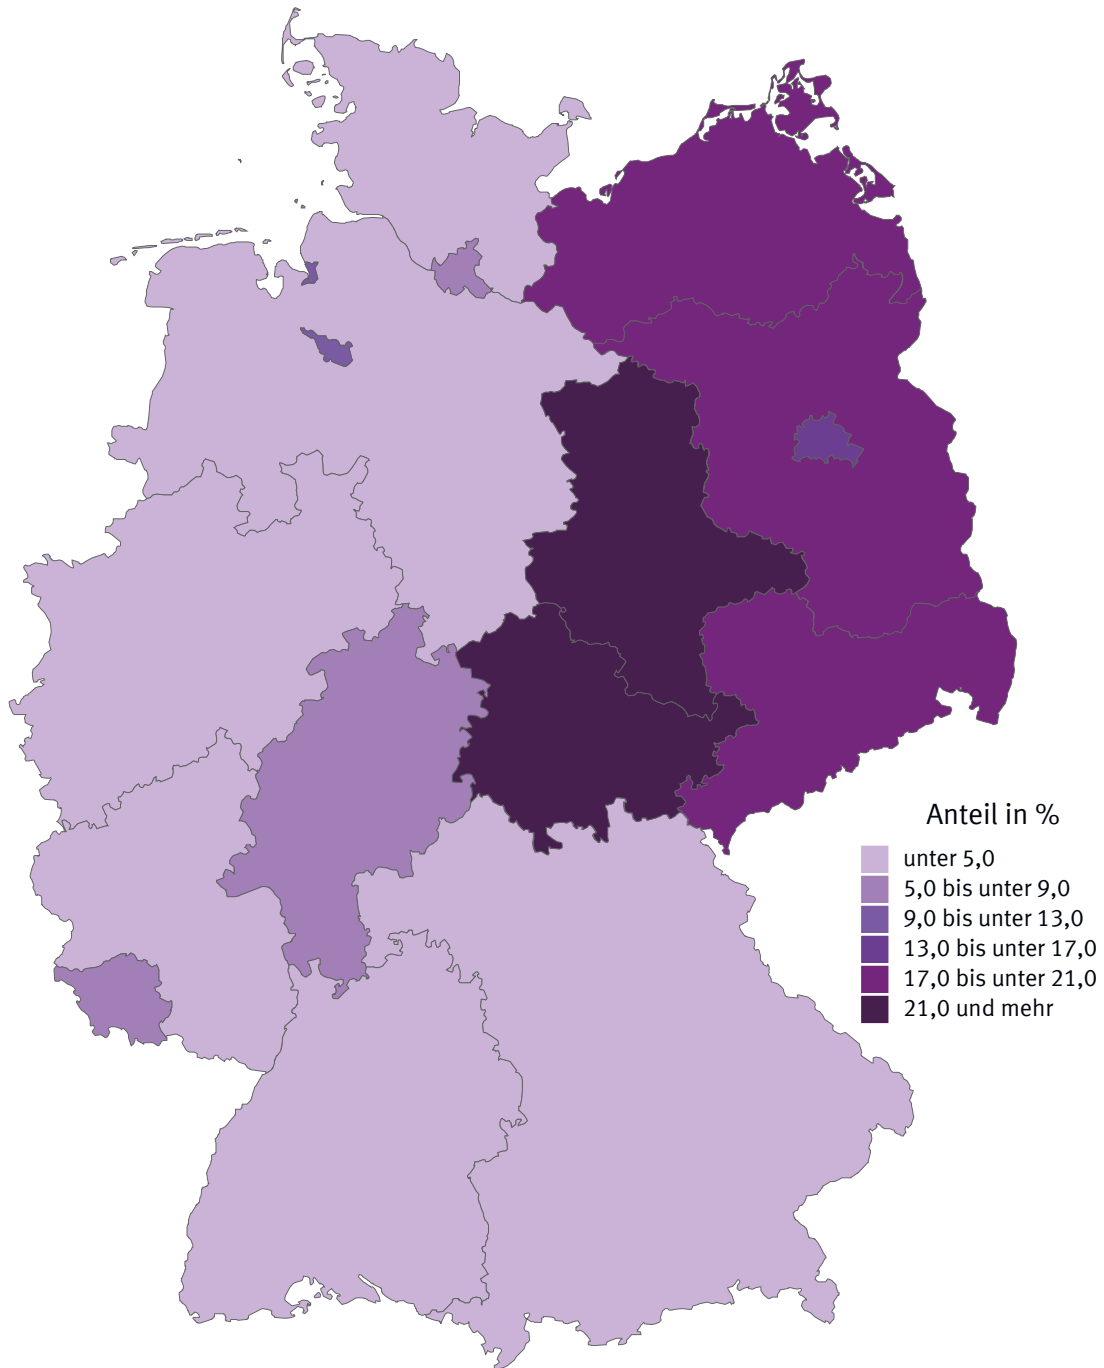 Anteil in %
unter 5,0
5,0 bis unter 9,0
9,0 bis unter 13,0
13,0 bis unter 17,0
17,0 bis unter 21,0
21,0 und mehr